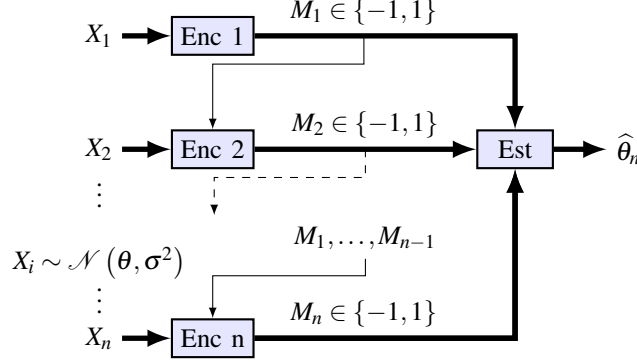 X₁ Enc 1 M₁ ∈ {−1, 1}
X₂ Enc 2 M₂ ∈ {−1, 1} Est θ̂ₙ
⋮
M₁, …, Mₙ₋₁
Xᵢ ∼ 𝒩 (θ, σ²)
⋮
Xₙ Enc n Mₙ ∈ {−1, 1}